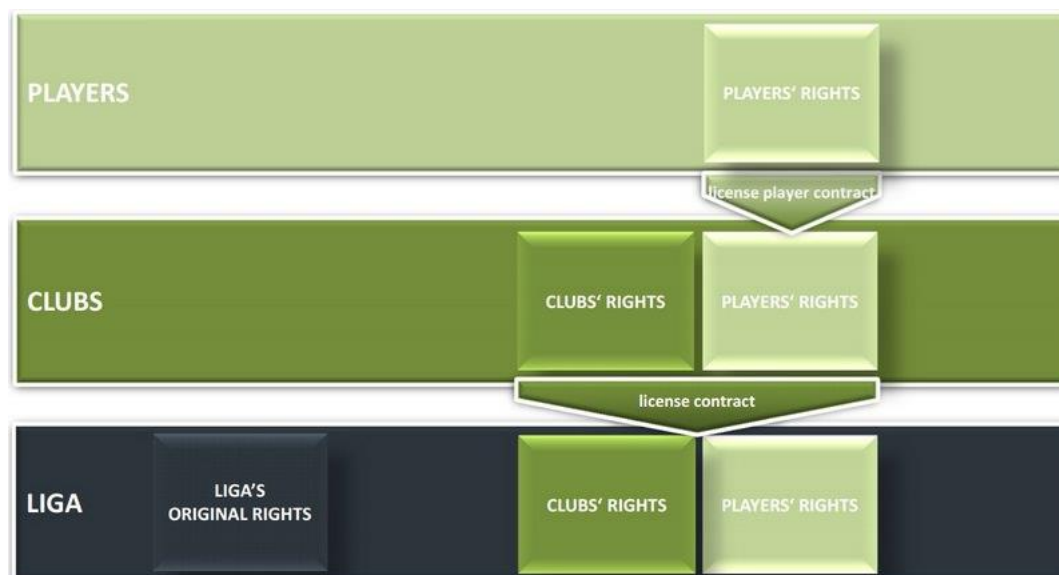 PLAYERS
PLAYERS‘ RIGHTS
license player contract
CLUBS
CLUBS‘ RIGHTS
PLAYERS‘ RIGHTS
license contract
LIGA
LIGA’S
ORIGINAL RIGHTS
CLUBS‘ RIGHTS
PLAYERS‘ RIGHTS